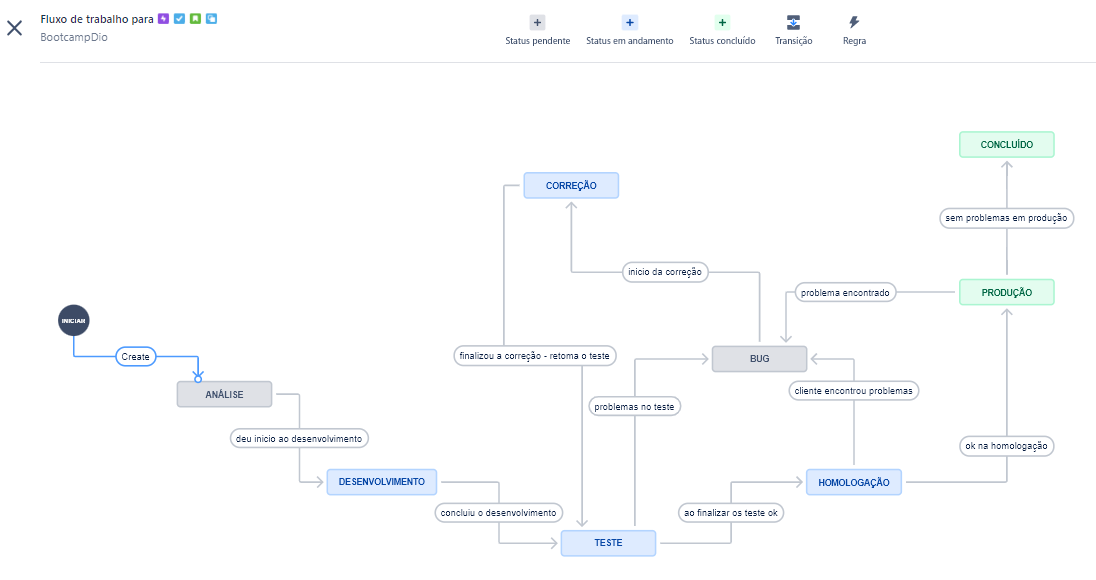 Fluxo de trabalho para
BootcampDio
Status pendente
Status em andamento
Status concluído
Transição
Regra
CONCLUÍDO
CORREÇÃO
sem problemas em produção
inicio da correção
problema encontrado
PRODUÇÃO
INICIAR
Create
finalizou a correção - retoma o teste
BUG
ANÁLISE
cliente encontrou problemas
problemas no teste
deu inicio ao desenvolvimento
ok na homologação
DESENVOLVIMENTO
HOMOLOGAÇÃO
concluiu o desenvolvimento
ao finalizar os teste ok
TESTE